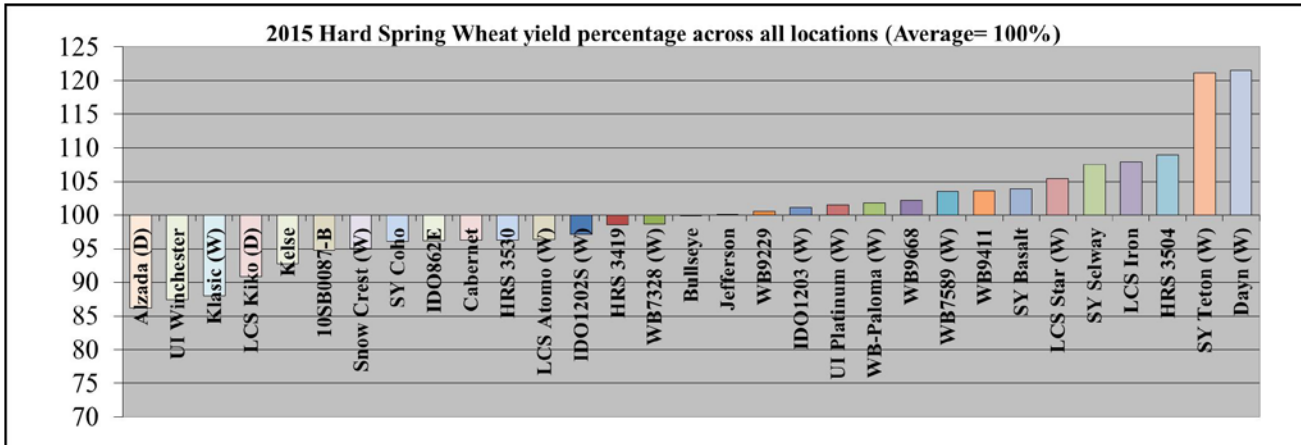 2015 Hard Spring Wheat yield percentage across all locations (Average= 100%)
125
120
115
110
105
100
95
90
85
80
75
70
Alzada (D)
UI Winchester
Klasic (W)
LCS Kiko (D)
Kelse
10SB0087-B
Snow Crest (W)
SY Coho
IDO862E
Cabernet
HRS 3530
LCS Atomo (W)
IDO1202S (W)
HRS 3419
WB7328 (W)
Bullseye
Jefferson
WB9229
IDO1203 (W)
UI Platinum (W)
WB-Paloma (W)
WB9668
WB7589 (W)
WB9411
SY Basalt
LCS Star (W)
SY Selway
LCS Iron
HRS 3504
SY Teton (W)
Dayn (W)